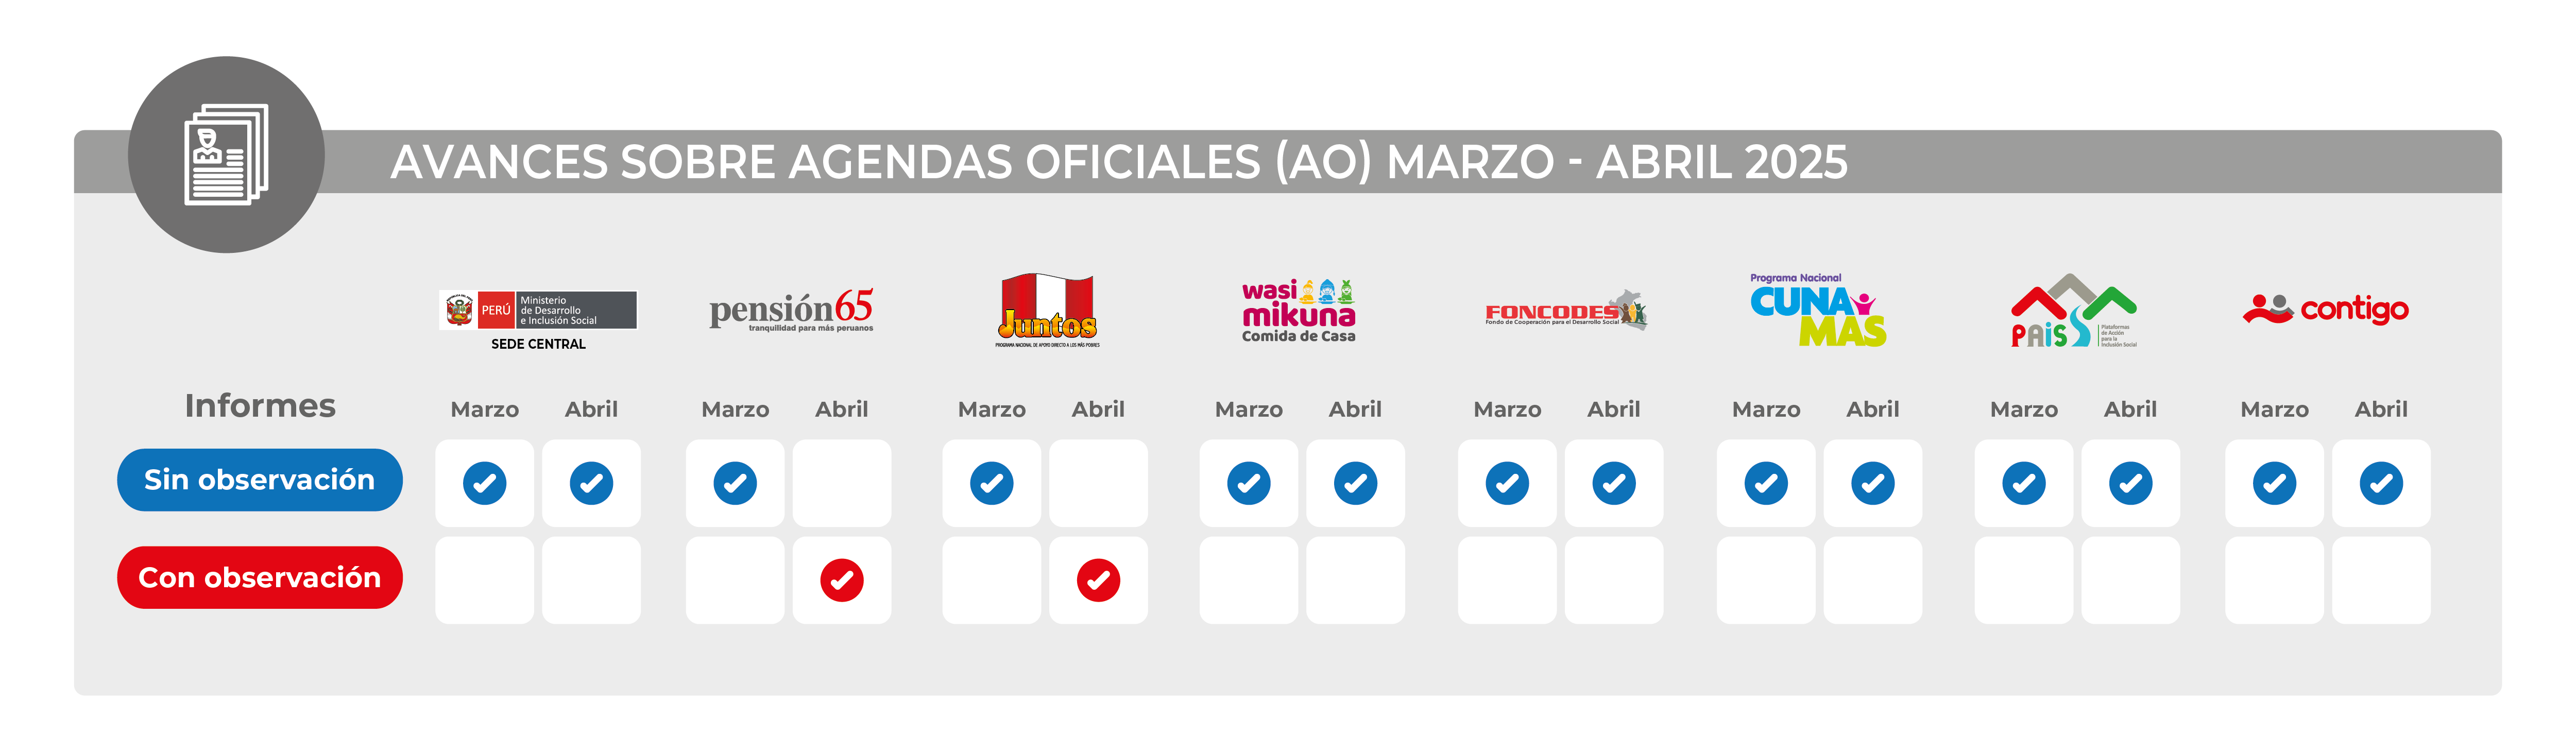 AVANCES SOBRE AGENDAS OFICIALES (AO) MARZO - ABRIL 2025
PERÚ
Ministerio
de Desarrollo
e Inclusión Social
SEDE CENTRAL
pensión65
tranquilidad para más peruanos
Juntos
PROGRAMA NACIONAL DE APOYO DIRECTO A LOS MÁS POBRES
wasi
mikuna
Comida de Casa
FONCODES
Fondo de Cooperación para el Desarrollo Social
Programa Nacional
CUNA
MAS
PAiS
Plataformas
de Acción
para la
Inclusión Social
contigo
Informes
Marzo Abril Marzo Abril Marzo Abril Marzo Abril Marzo Abril Marzo Abril Marzo Abril Marzo Abril
Sin observación
Con observación